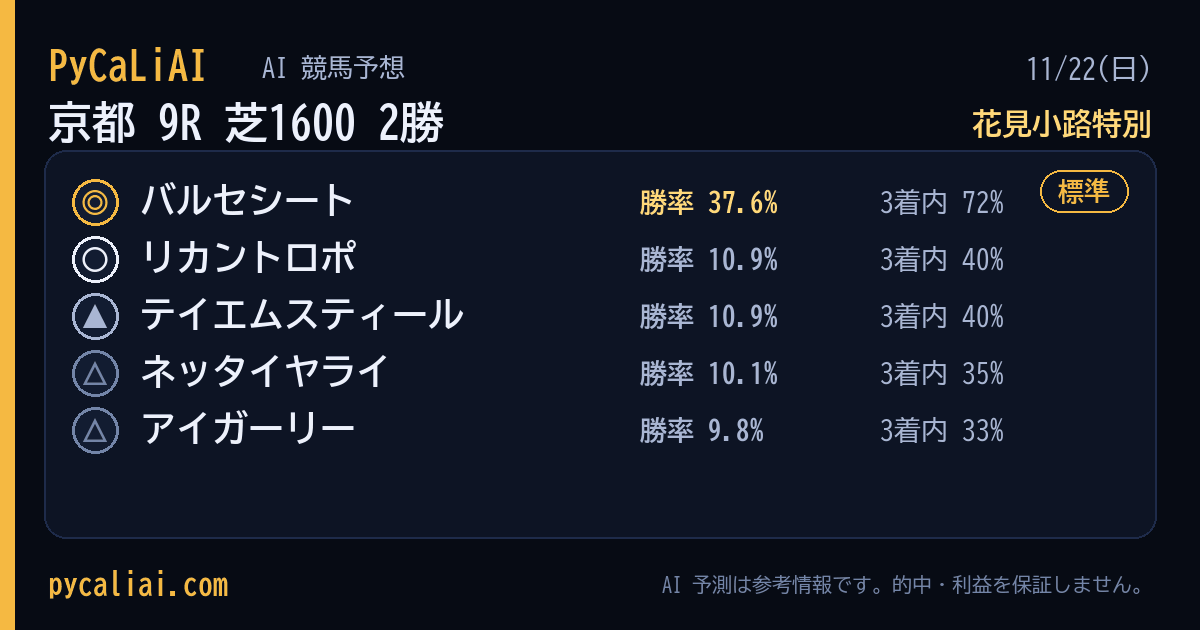 PyCaLiAI AI 競馬予想 11/22(日)
京都 9R 芝1600 2勝 花見小路特別
◎ バルセシート 勝率 37.6% 3着内 72% 標準
○ リカントロポ 勝率 10.9% 3着内 40%
▲ テイエムスティール 勝率 10.9% 3着内 40%
△ ネッタイヤライ 勝率 10.1% 3着内 35%
△ アイガーリー 勝率 9.8% 3着内 33%
pycaliai.com AI 予測は参考情報です。的中・利益を保証しません。